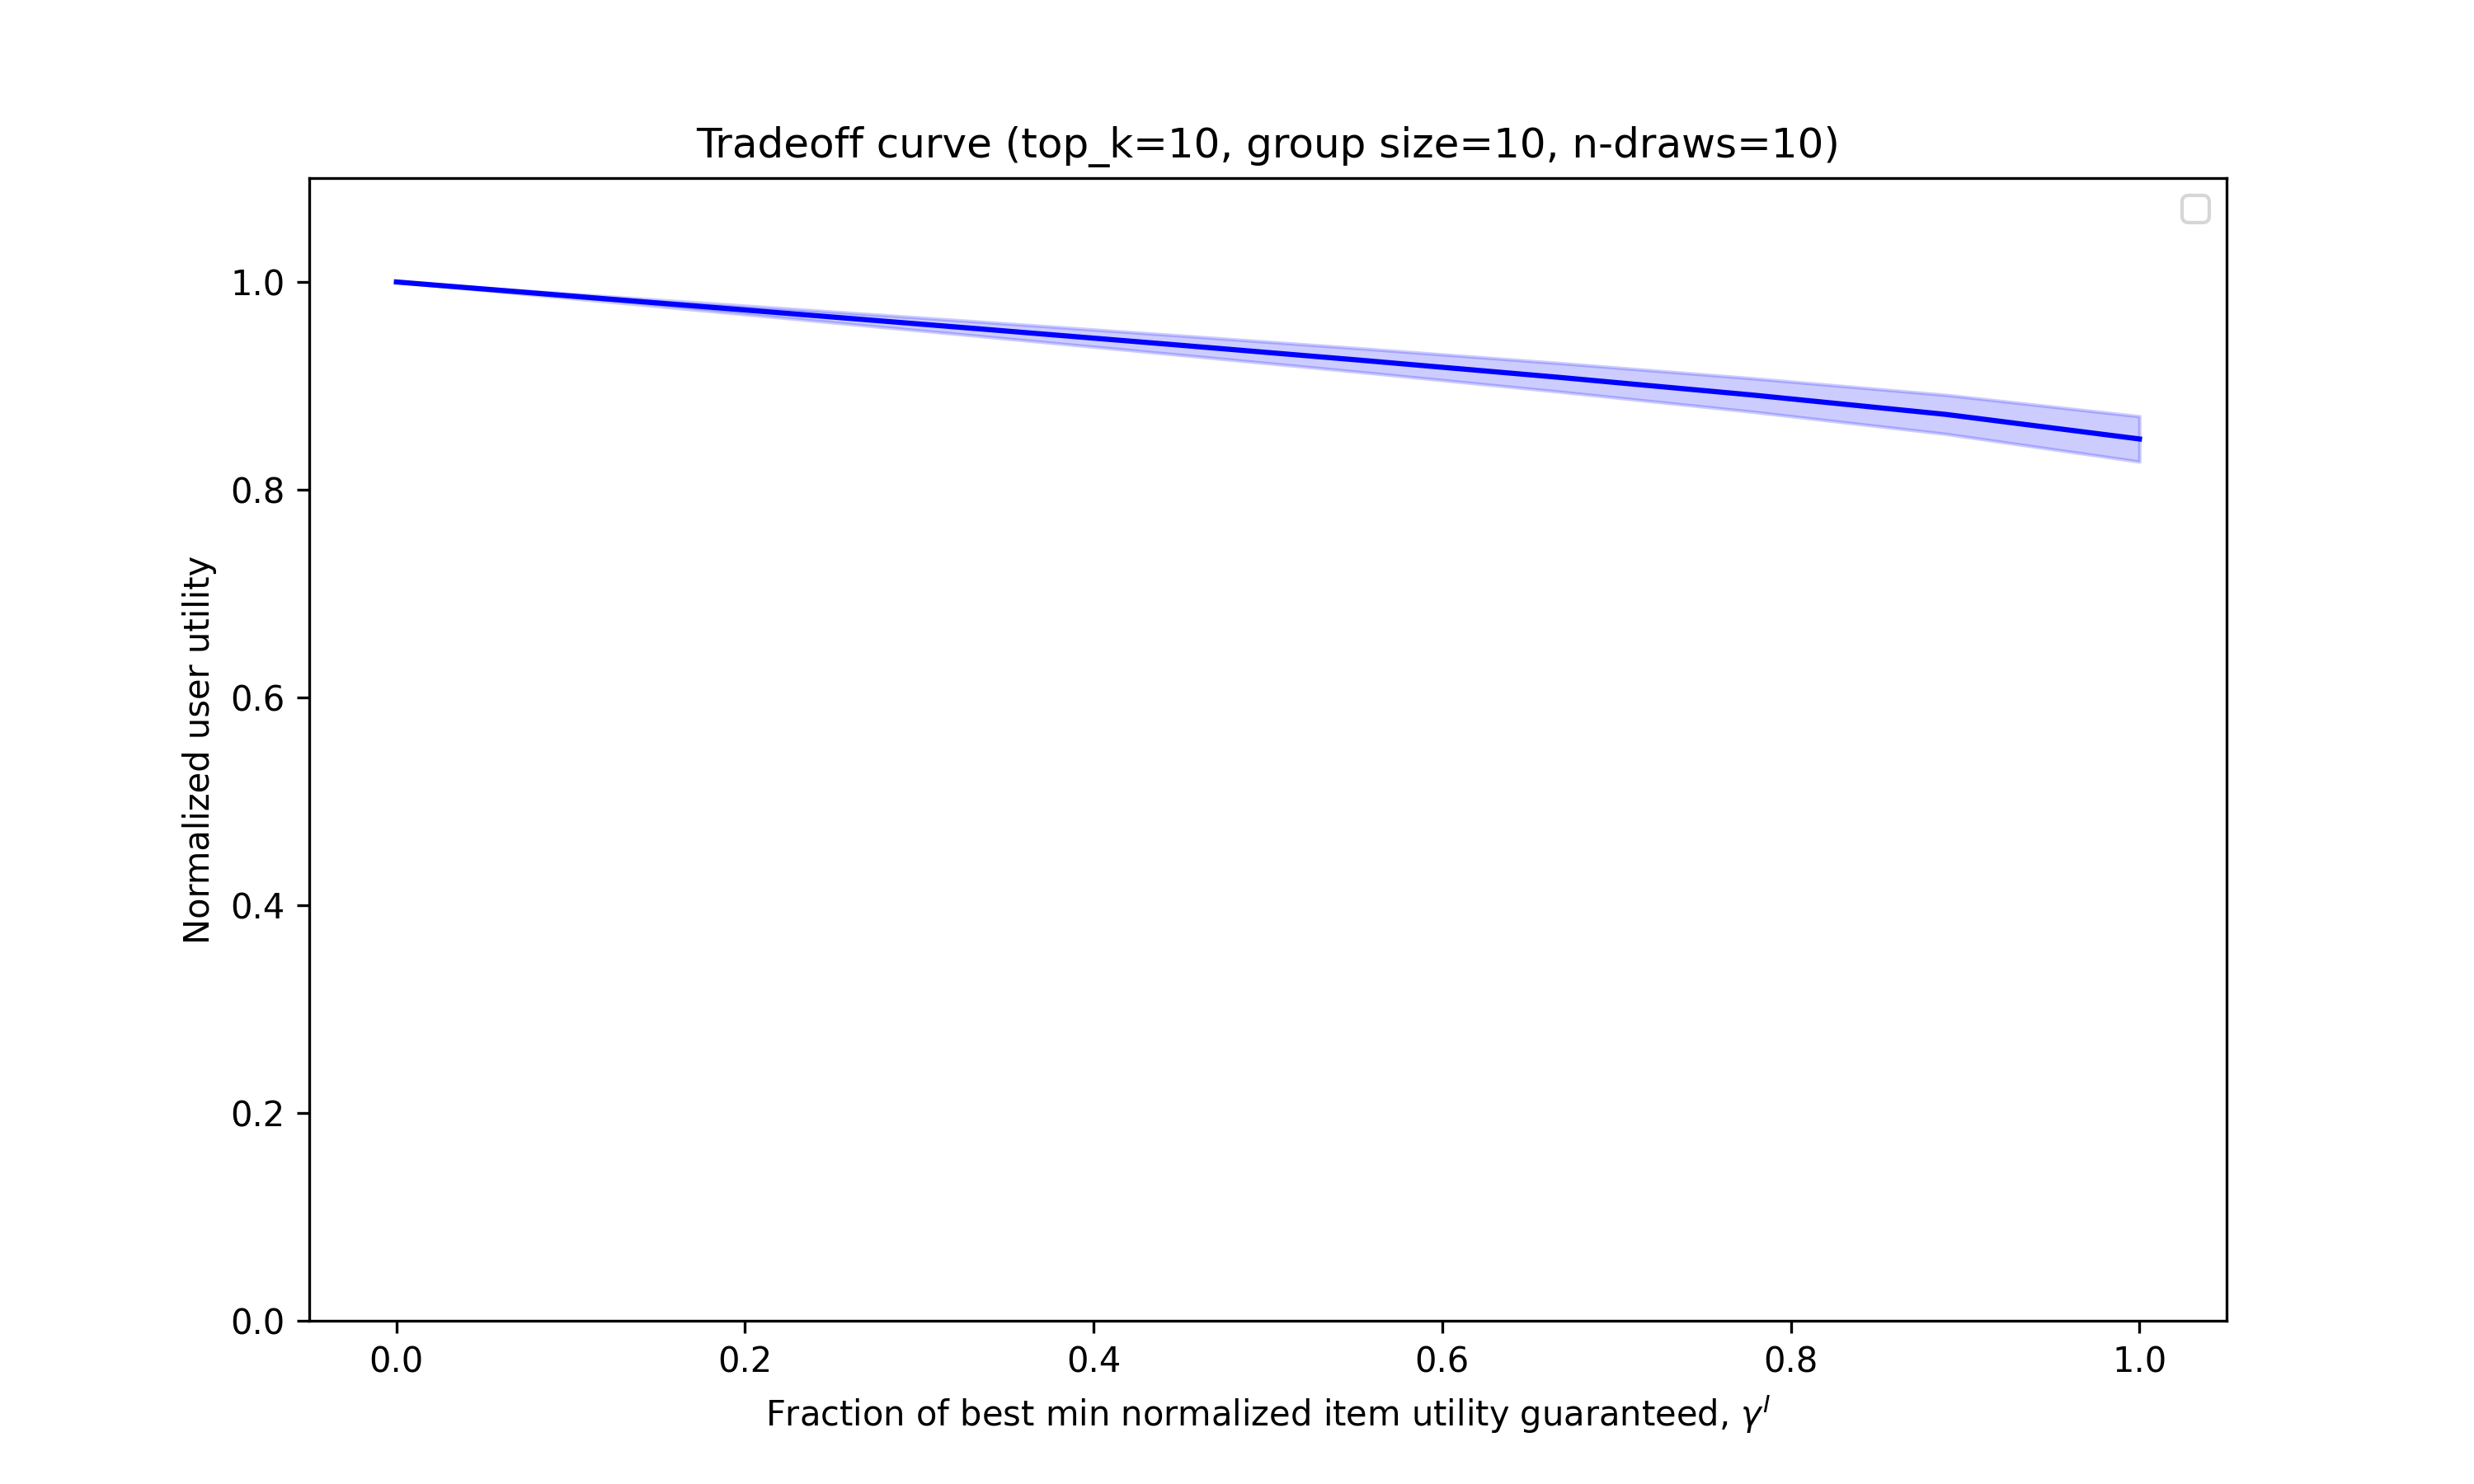 Tradeoff curve (top_k=10, group size=10, n-draws=10)
Normalized user utility
1.0
0.8
0.6
0.4
0.2
0.0
0.0 0.2 0.4 0.6 0.8 1.0
Fraction of best min normalized item utility guaranteed, γᴵ